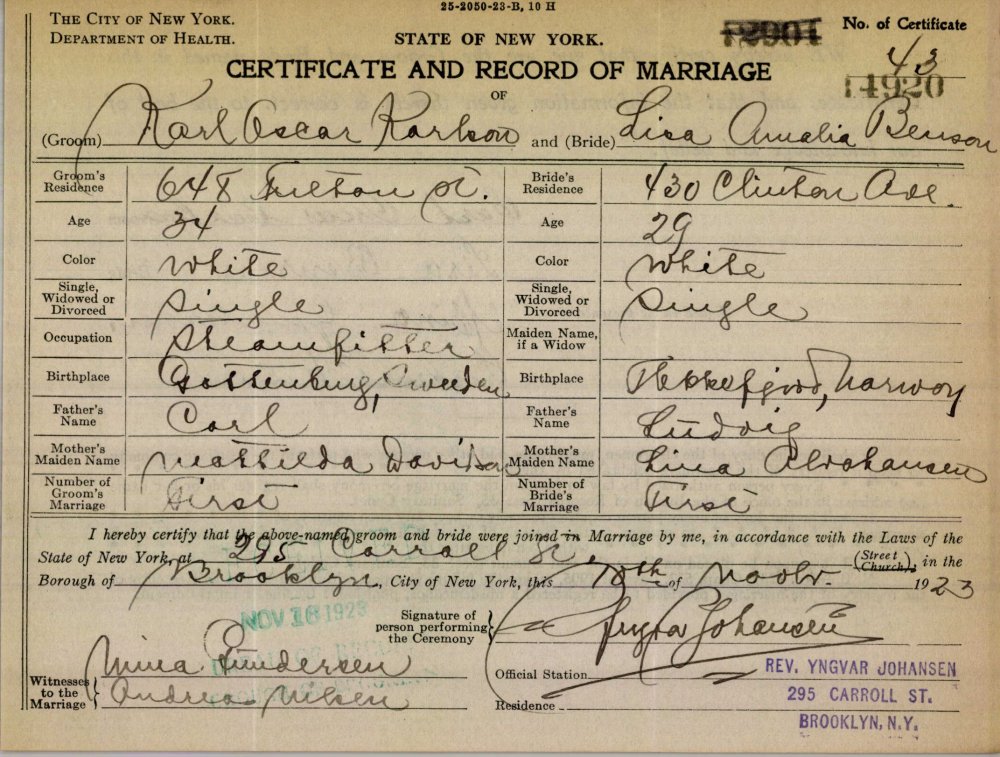 25-2050-23-B, 10 H
THE CITY OF NEW YORK.
DEPARTMENT OF HEALTH.
STATE OF NEW YORK.
No. of Certificate
43
14920
CERTIFICATE AND RECORD OF MARRIAGE
OF
(Groom) Karl Oscar Karlson and (Bride) Lisa Amalia Benson
Groom's Residence 648 Fulton st. Bride's Residence 430 Clinton Ave.
Age 34 Age 29
Color White Color White
Single, Widowed or Divorced Single Single, Widowed or Divorced Single
Occupation Steamfitter Maiden Name, if a Widow
Birthplace Gottenburg, Sweeden Birthplace Flekkefjord, Norway
Father's Name Carl Father's Name Ludvig
Mother's Maiden Name Mathilda Davidson Mother's Maiden Name Lina Abrahansen
Number of Groom's Marriage First Number of Bride's Marriage First
I hereby certify that the above-named groom and bride were joined in Marriage by me, in accordance with the Laws of the
State of New York, at 295 Carroll st. (Street Church), in the
Borough of Brooklyn, City of New York, this 10th of Novbr. 1923
NOV 16 1923
Signature of person performing the Ceremony Yngvar Johansen
Witnesses to the Marriage
Mina Gundersen
Andrea Nilsen
Official Station
Residence
REV. YNGVAR JOHANSEN
295 CARROLL ST.
BROOKLYN, N.Y.